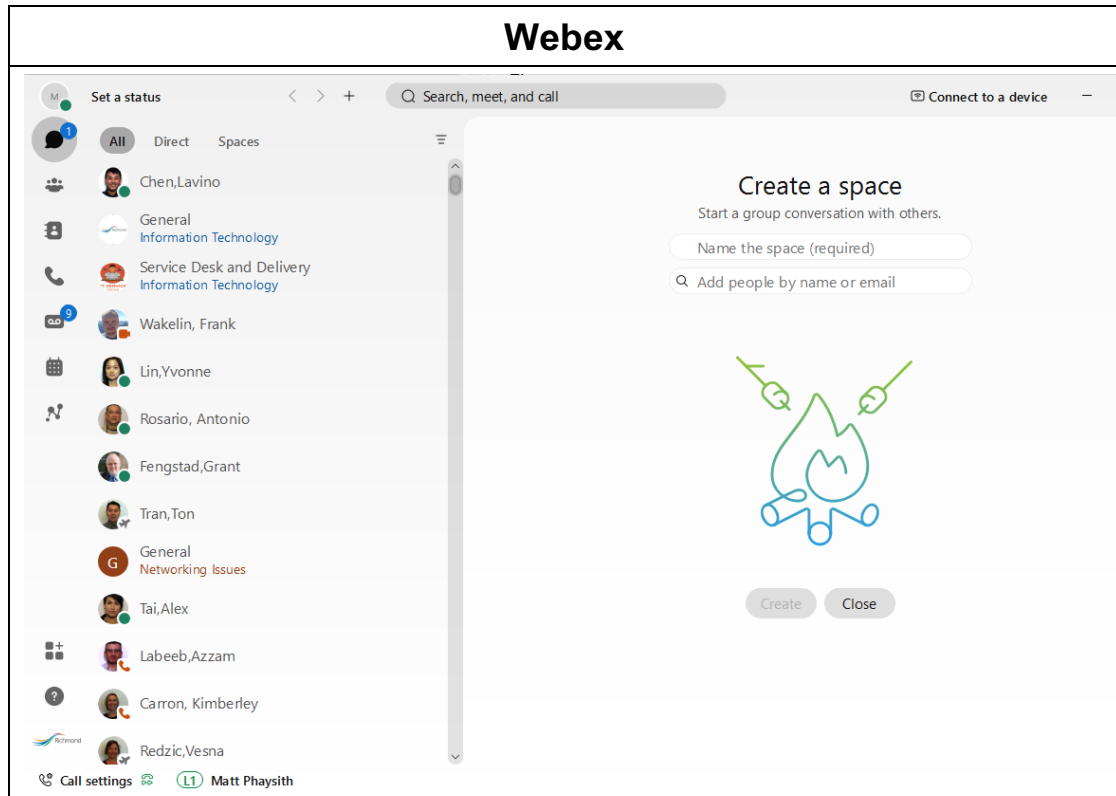 Webex
M
Set a status
Search, meet, and call
Connect to a device
1
All
Direct
Spaces
Chen,Lavino
General
Information Technology
Service Desk and Delivery
Information Technology
9
Wakelin, Frank
Lin,Yvonne
Rosario, Antonio
Fengstad,Grant
Tran,Ton
G
General
Networking Issues
Tai,Alex
Labeeb,Azzam
Carron, Kimberley
Richmond
Redzic,Vesna
Create a space
Start a group conversation with others.
Name the space (required)
Add people by name or email
Create
Close
Call settings
L1
Matt Phaysith